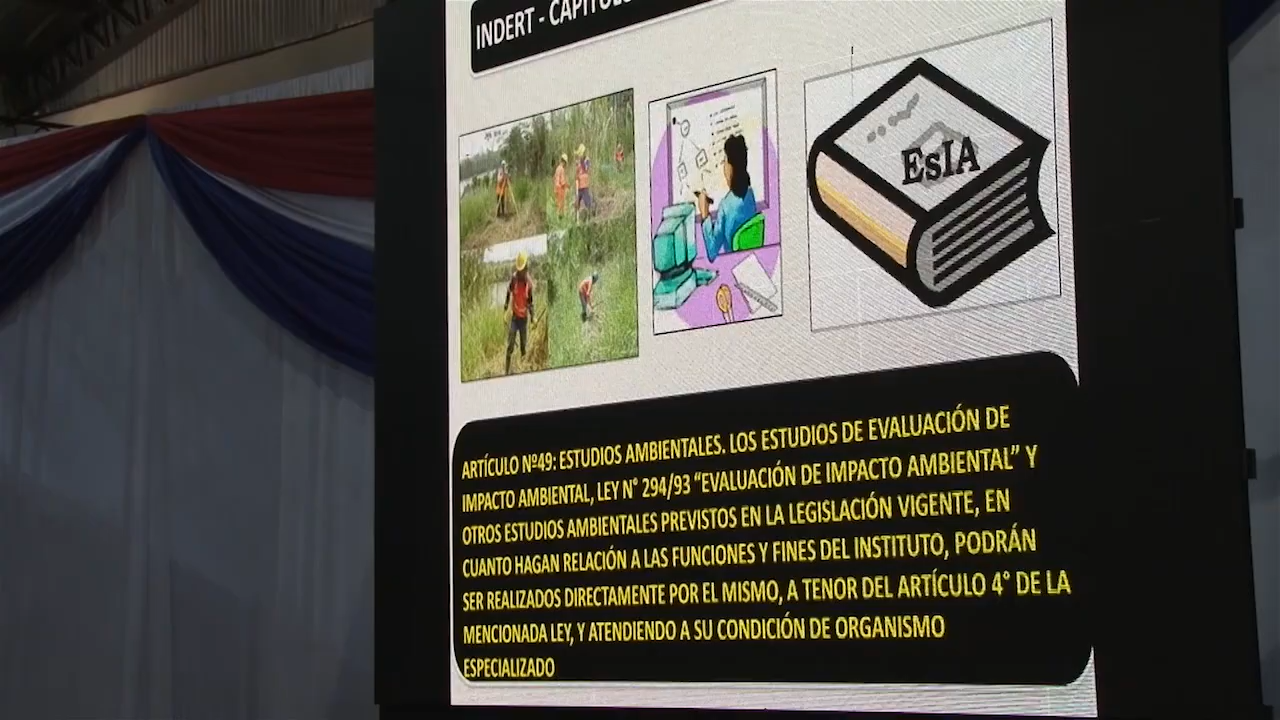 INDERT - CAPÍTULO
EsIA
ARTÍCULO Nº49: ESTUDIOS AMBIENTALES. LOS ESTUDIOS DE EVALUACIÓN DE
IMPACTO AMBIENTAL, LEY N° 294/93 “EVALUACIÓN DE IMPACTO AMBIENTAL” Y
OTROS ESTUDIOS AMBIENTALES PREVISTOS EN LA LEGISLACIÓN VIGENTE, EN
CUANTO HAGAN RELACIÓN A LAS FUNCIONES Y FINES DEL INSTITUTO, PODRÁN
SER REALIZADOS DIRECTAMENTE POR EL MISMO, A TENOR DEL ARTÍCULO 4° DE LA
MENCIONADA LEY, Y ATENDIENDO A SU CONDICIÓN DE ORGANISMO
ESPECIALIZADO